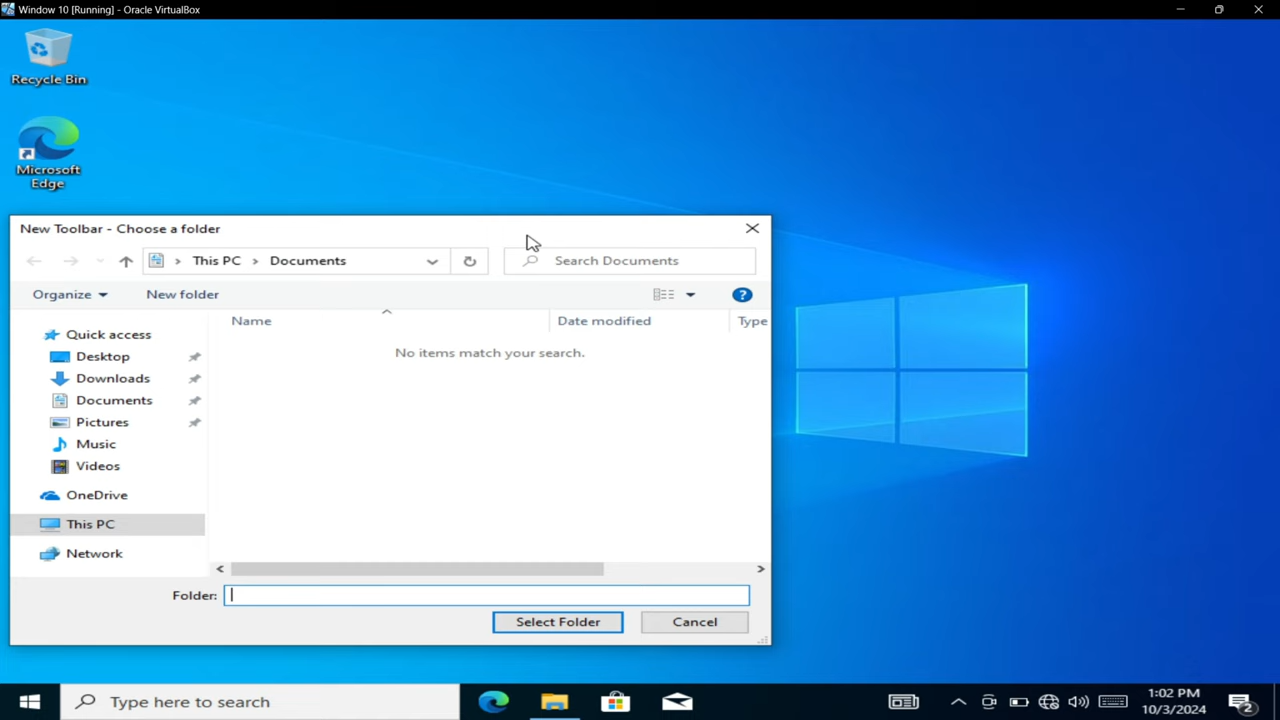 Window 10 [Running] - Oracle VirtualBox
Recycle Bin
Microsoft
Edge
New Toolbar - Choose a folder
This PC > Documents
Search Documents
Organize
New folder
?
Name
Date modified
Type
No items match your search.
Quick access
Desktop
Downloads
Documents
Pictures
Music
Videos
OneDrive
This PC
Network
Folder:
Select Folder
Cancel
Type here to search
1:02 PM
10/3/2024
2